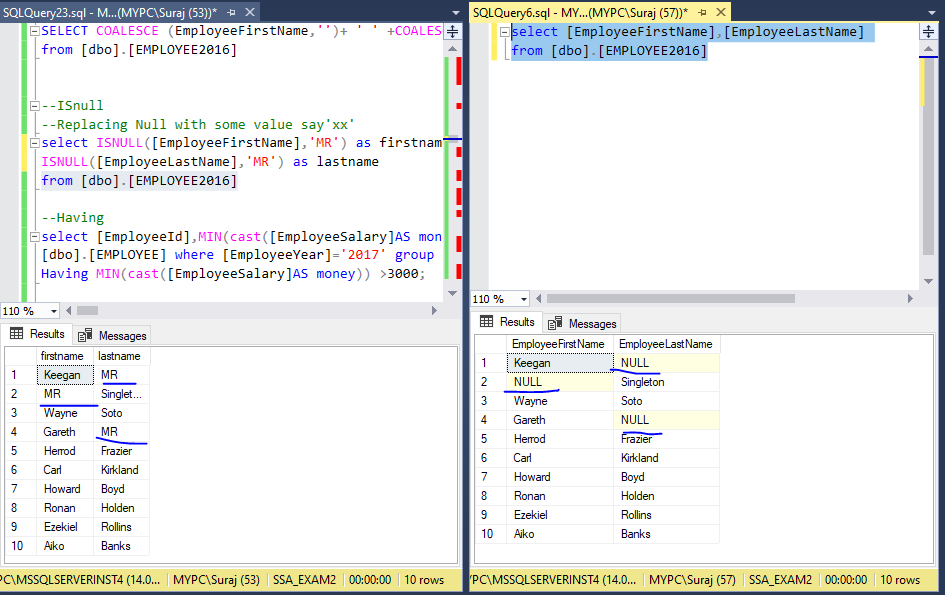 SQLQuery23.sql - M...(MYPC\Suraj (53))*
SELECT COALESCE (EmployeeFirstName,'')+ ' ' +COALES
from [dbo].[EMPLOYEE2016]
--ISnull
--Replacing Null with some value say'xx'
select ISNULL([EmployeeFirstName],'MR') as firstnam
ISNULL([EmployeeLastName],'MR') as lastname
from [dbo].[EMPLOYEE2016]
--Having
select [EmployeeId],MIN(cast([EmployeeSalary]AS mon
[dbo].[EMPLOYEE] where [EmployeeYear]='2017' group
Having MIN(cast([EmployeeSalary]AS money)) >3000;
110 %
Results Messages
firstname lastname
1 Keegan MR
2 MR Singlet...
3 Wayne Soto
4 Gareth MR
5 Herrod Frazier
6 Carl Kirkland
7 Howard Boyd
8 Ronan Holden
9 Ezekiel Rollins
10 Aiko Banks
PC\MSSQLSERVERINST4 (14.0... MYPC\Suraj (53) SSA_EXAM2 00:00:00 10 rows
SQLQuery6.sql - MY...(MYPC\Suraj (57))*
select [EmployeeFirstName],[EmployeeLastName]
from [dbo].[EMPLOYEE2016]
110 %
Results Messages
EmployeeFirstName EmployeeLastName
1 Keegan NULL
2 NULL Singleton
3 Wayne Soto
4 Gareth NULL
5 Herrod Frazier
6 Carl Kirkland
7 Howard Boyd
8 Ronan Holden
9 Ezekiel Rollins
10 Aiko Banks
'PC\MSSQLSERVERINST4 (14.0... MYPC\Suraj (57) SSA_EXAM2 00:00:00 10 rows